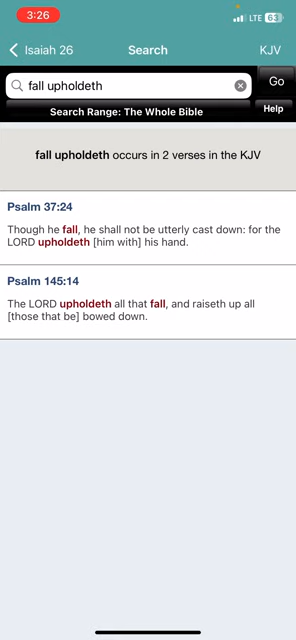 3:26
LTE 63
Isaiah 26 Search KJV
fall upholdeth Go
Search Range: The Whole Bible Help
fall upholdeth occurs in 2 verses in the KJV
Psalm 37:24
Though he fall, he shall not be utterly cast down: for the
LORD upholdeth [him with] his hand.
Psalm 145:14
The LORD upholdeth all that fall, and raiseth up all
[those that be] bowed down.